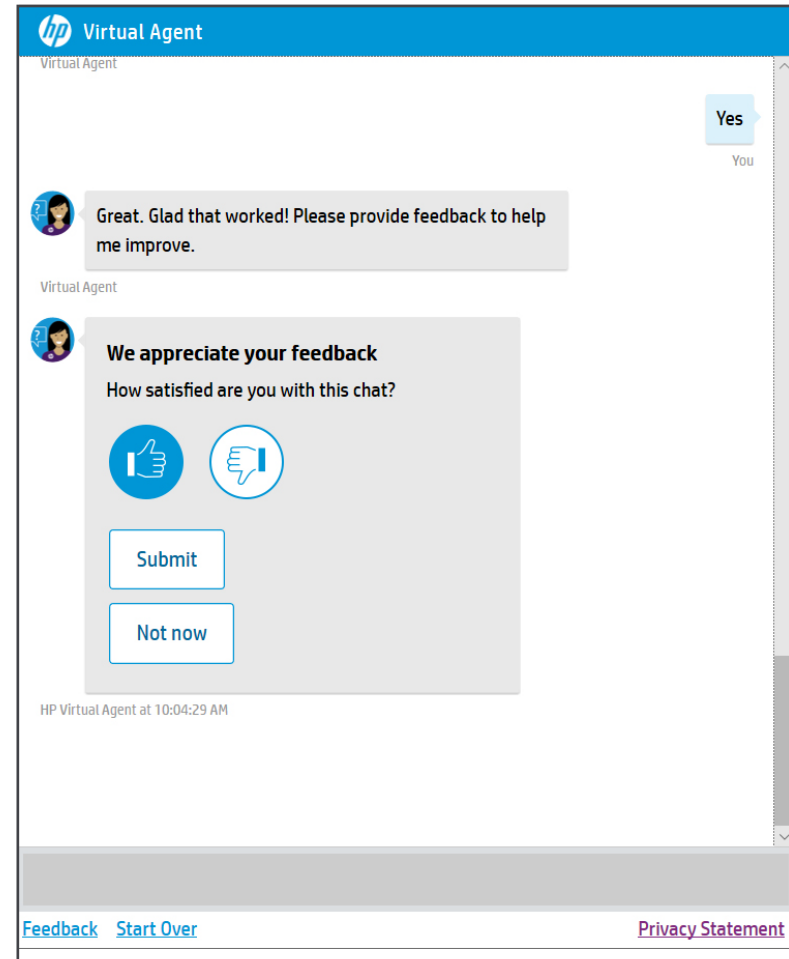 hp Virtual Agent
Virtual Agent
Yes
You
Great. Glad that worked! Please provide feedback to help
me improve.
Virtual Agent
We appreciate your feedback
How satisfied are you with this chat?
Submit
Not now
HP Virtual Agent at 10:04:29 AM
Feedback Start Over Privacy Statement